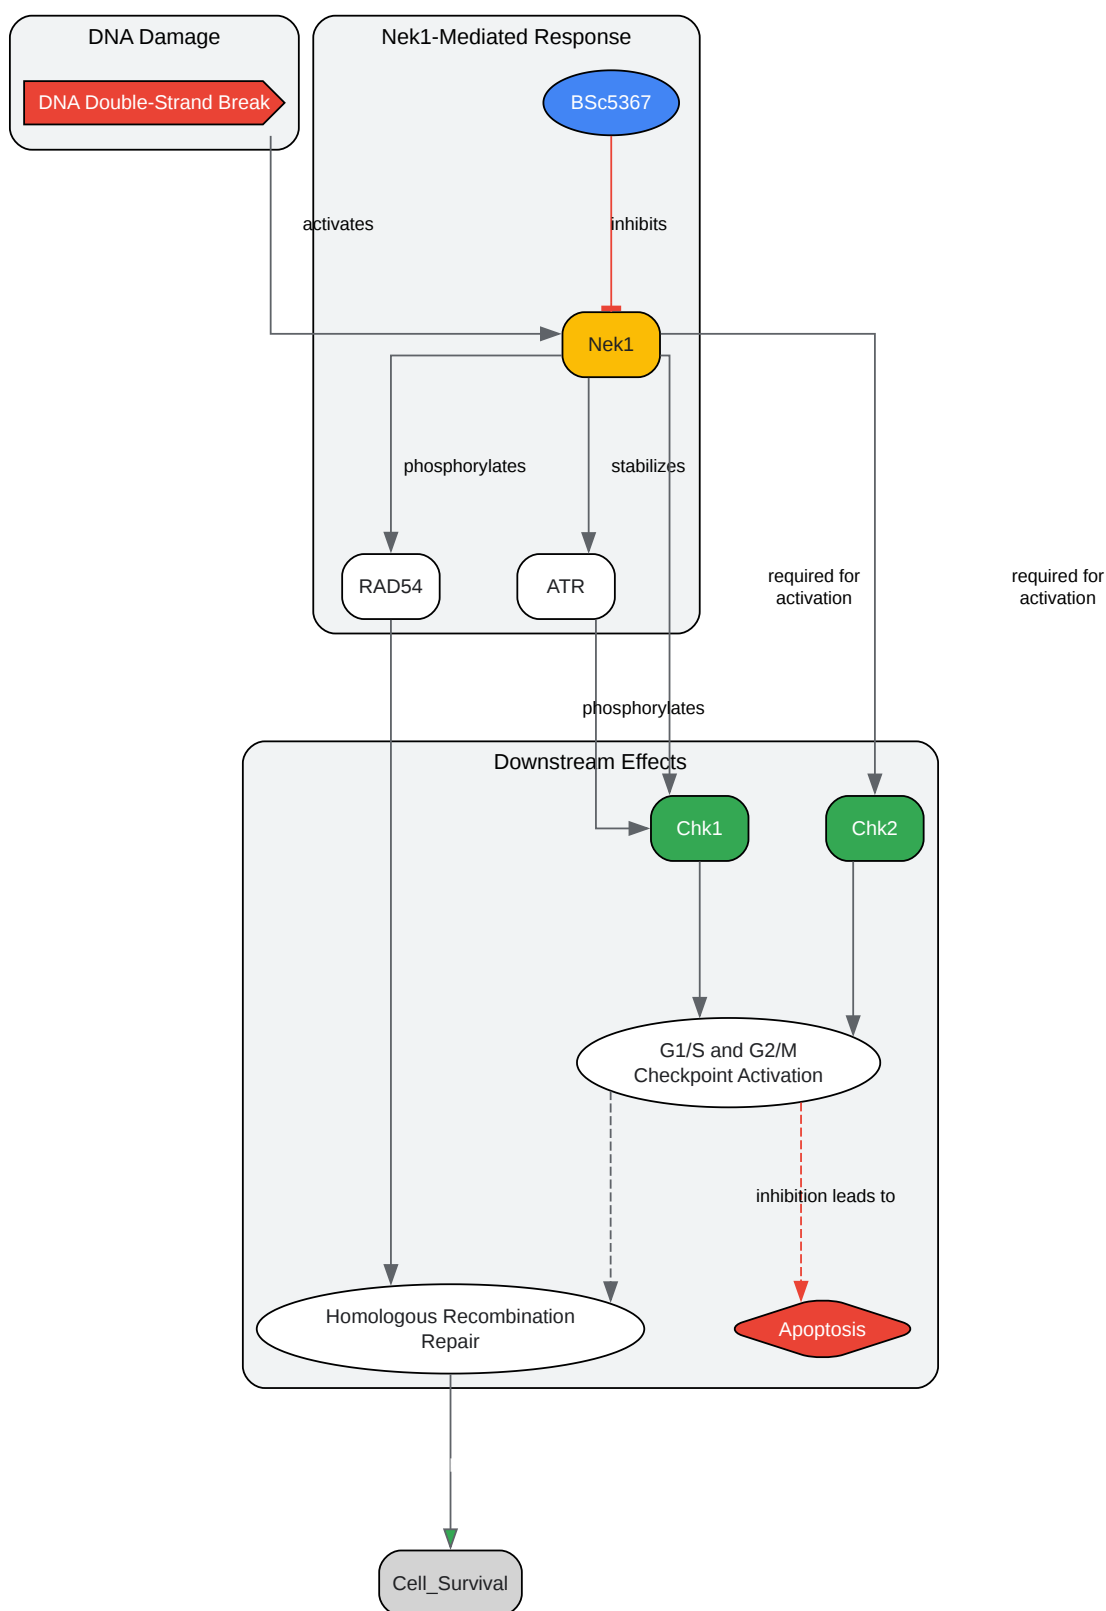 DNA Damage
Nek1-Mediated Response
DNA Double-Strand Break
BSc5367
activates
inhibits
Nek1
phosphorylates
stabilizes
required for
activation
required for
activation
RAD54
ATR
phosphorylates
Downstream Effects
Chk1
Chk2
G1/S and G2/M
Checkpoint Activation
inhibition leads to
Homologous Recombination
Repair
Apoptosis
Cell_Survival